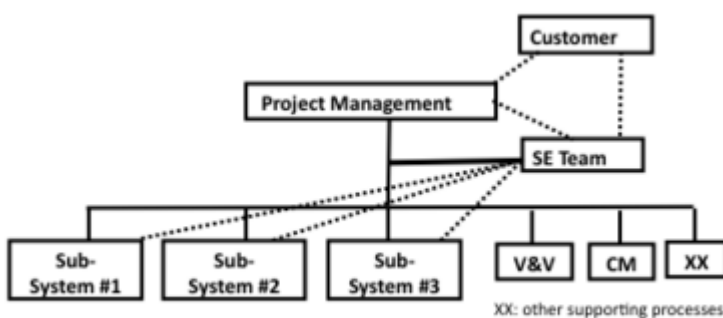 Customer
Project Management
SE Team
Sub-
System #1
Sub-
System #2
Sub-
System #3
V&V
CM
XX
XX: other supporting processes